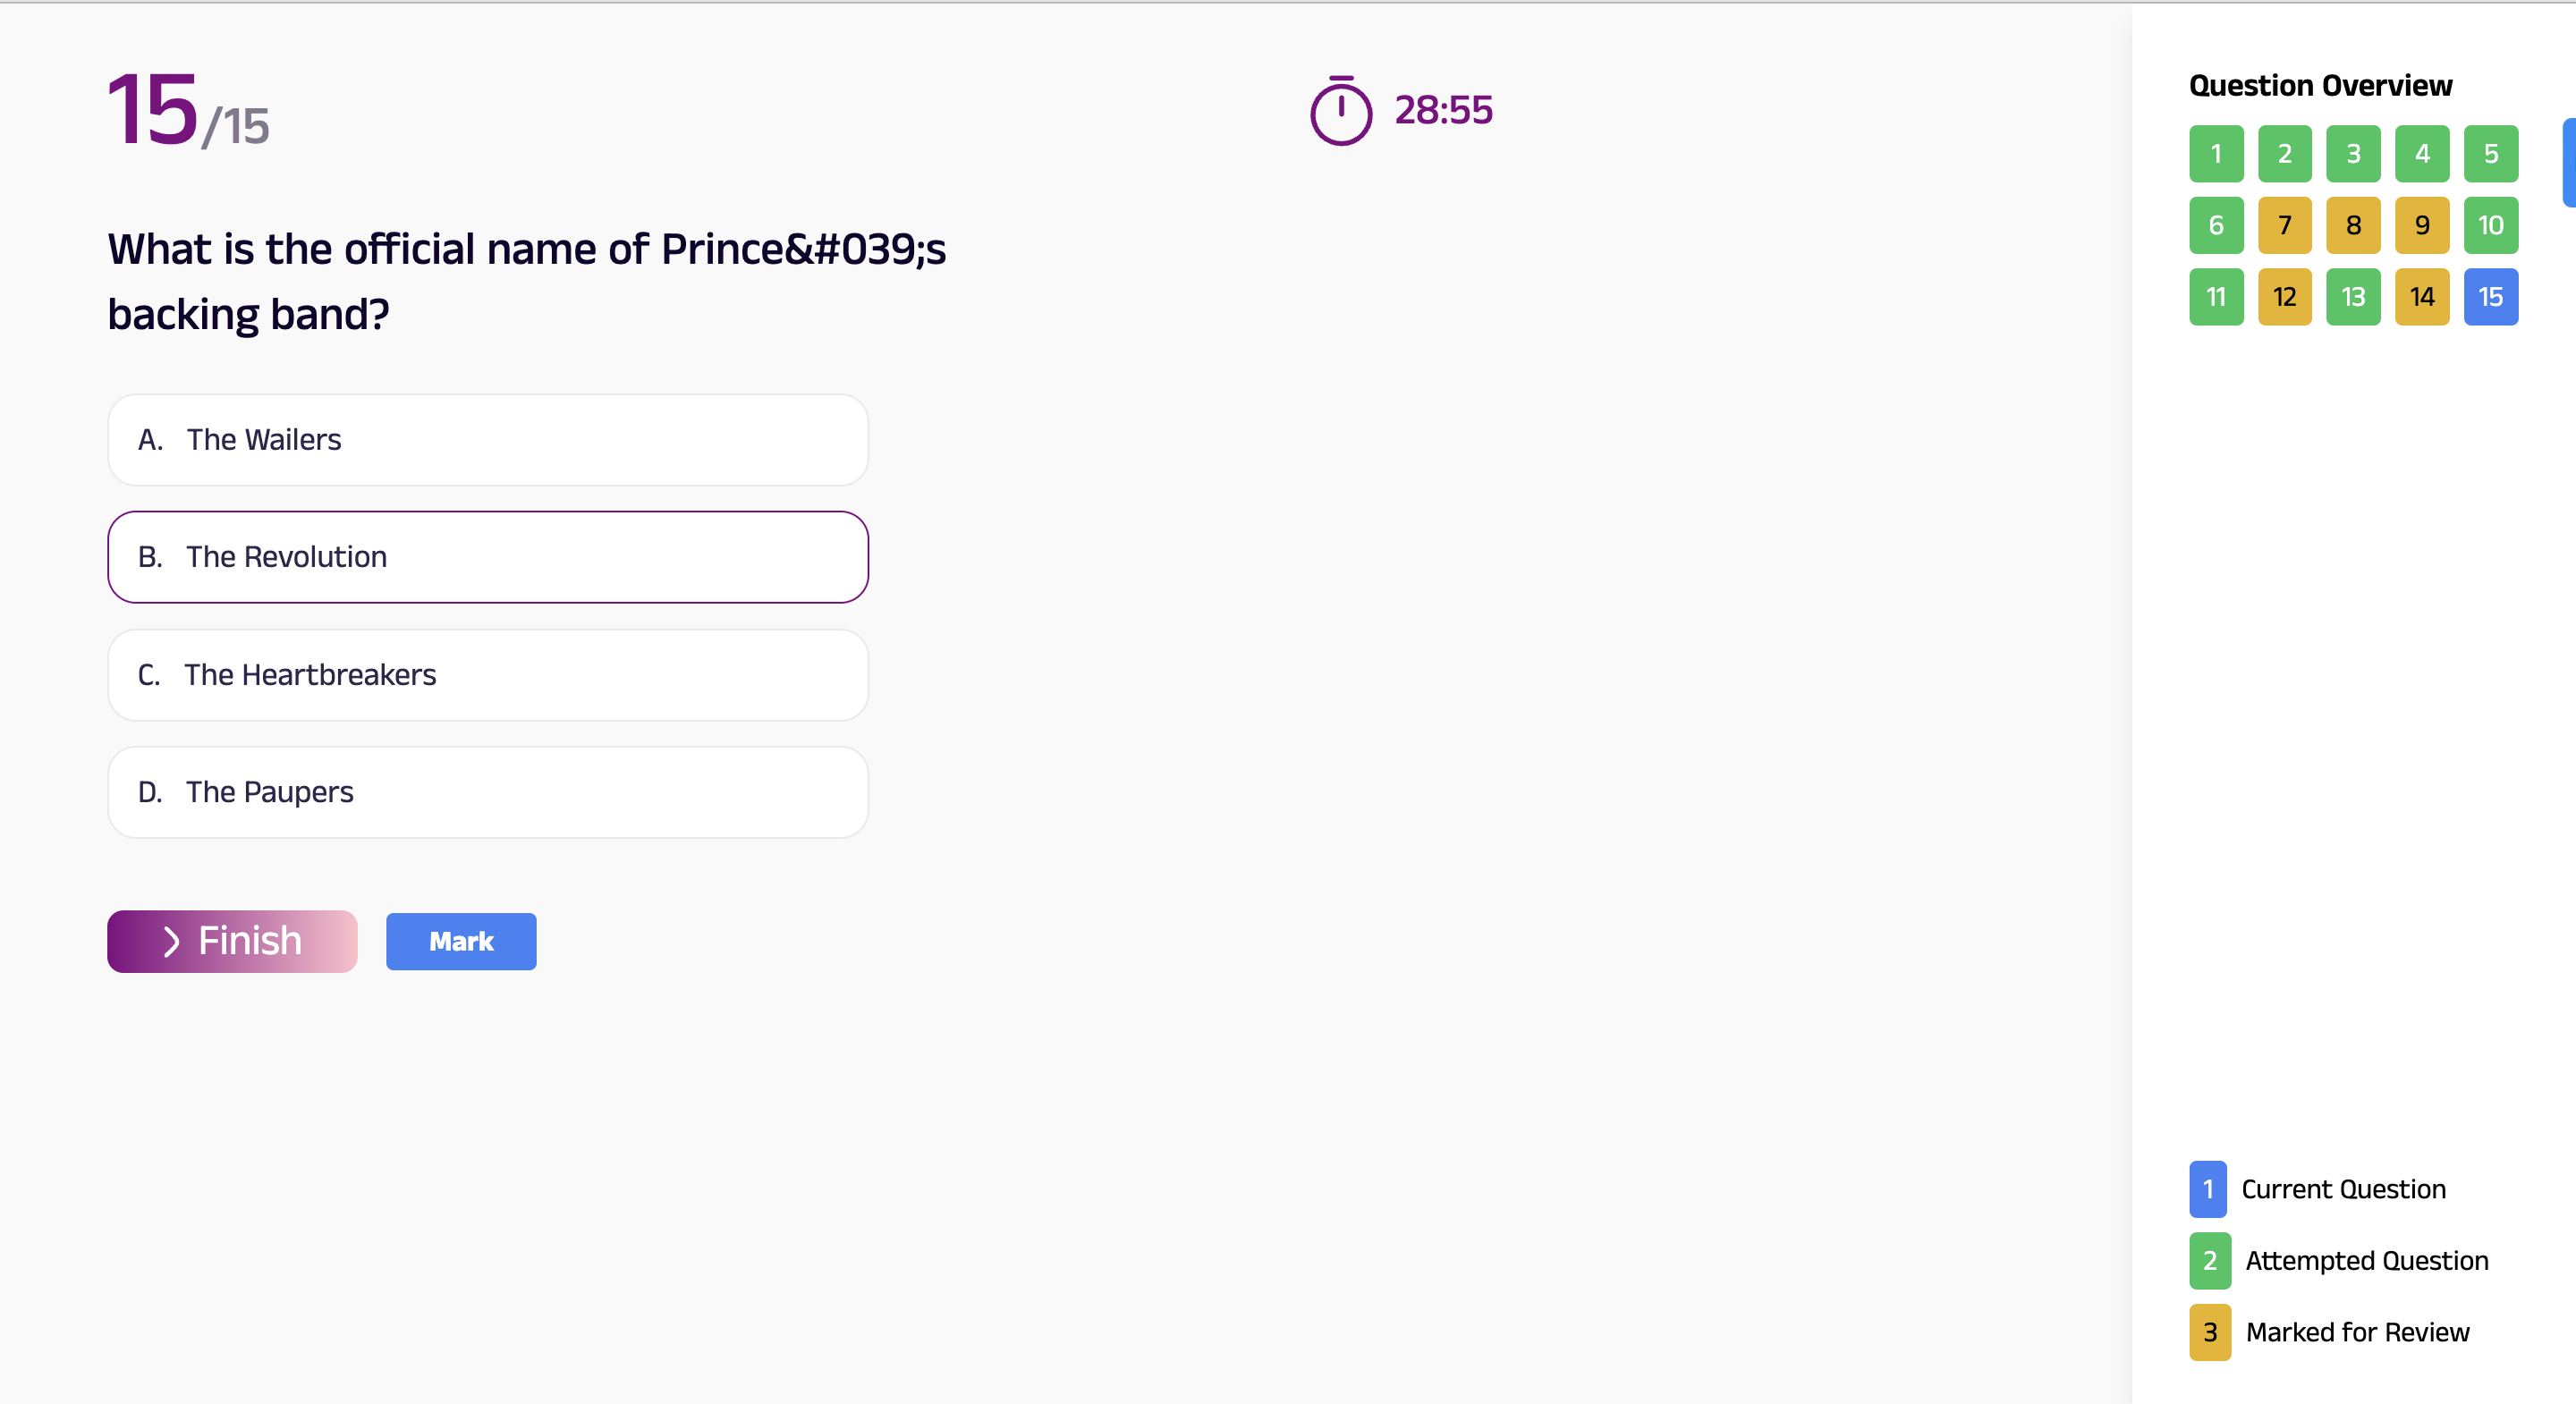 15/15
28:55
What is the official name of Prince&#039;s
backing band?
A. The Wailers
B. The Revolution
C. The Heartbreakers
D. The Paupers
Finish
Mark
Question Overview
1 2 3 4 5
6 7 8 9 10
11 12 13 14 15
1 Current Question
2 Attempted Question
3 Marked for Review